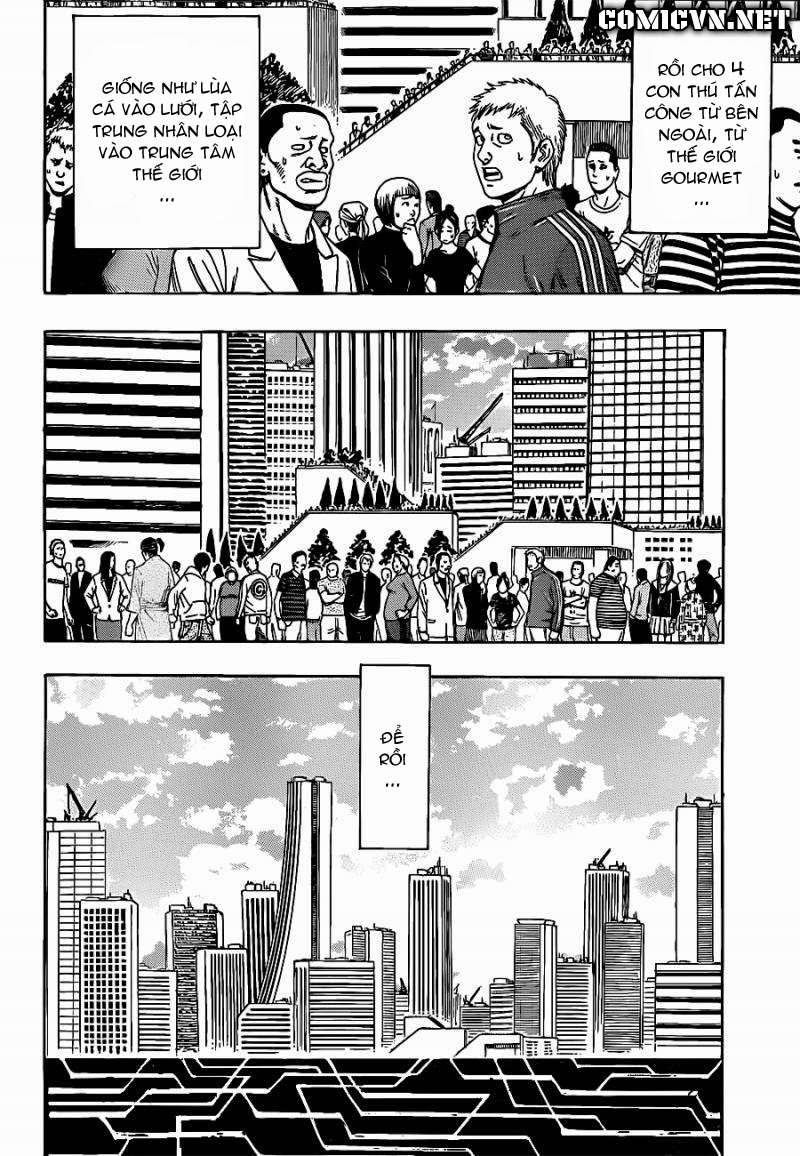 COMICVN.NET
GIỐNG NHƯ LÙA
CÁ VÀO LƯỚI, TẬP
TRUNG NHÂN LOẠI
VÀO TRUNG TÂM
THẾ GIỚI
...
RỒI CHO 4
CON THÚ TẤN
CÔNG TỪ BÊN
NGOÀI, TỪ
THẾ GIỚI
GOURMET
...
ĐỂ
RỒI
...